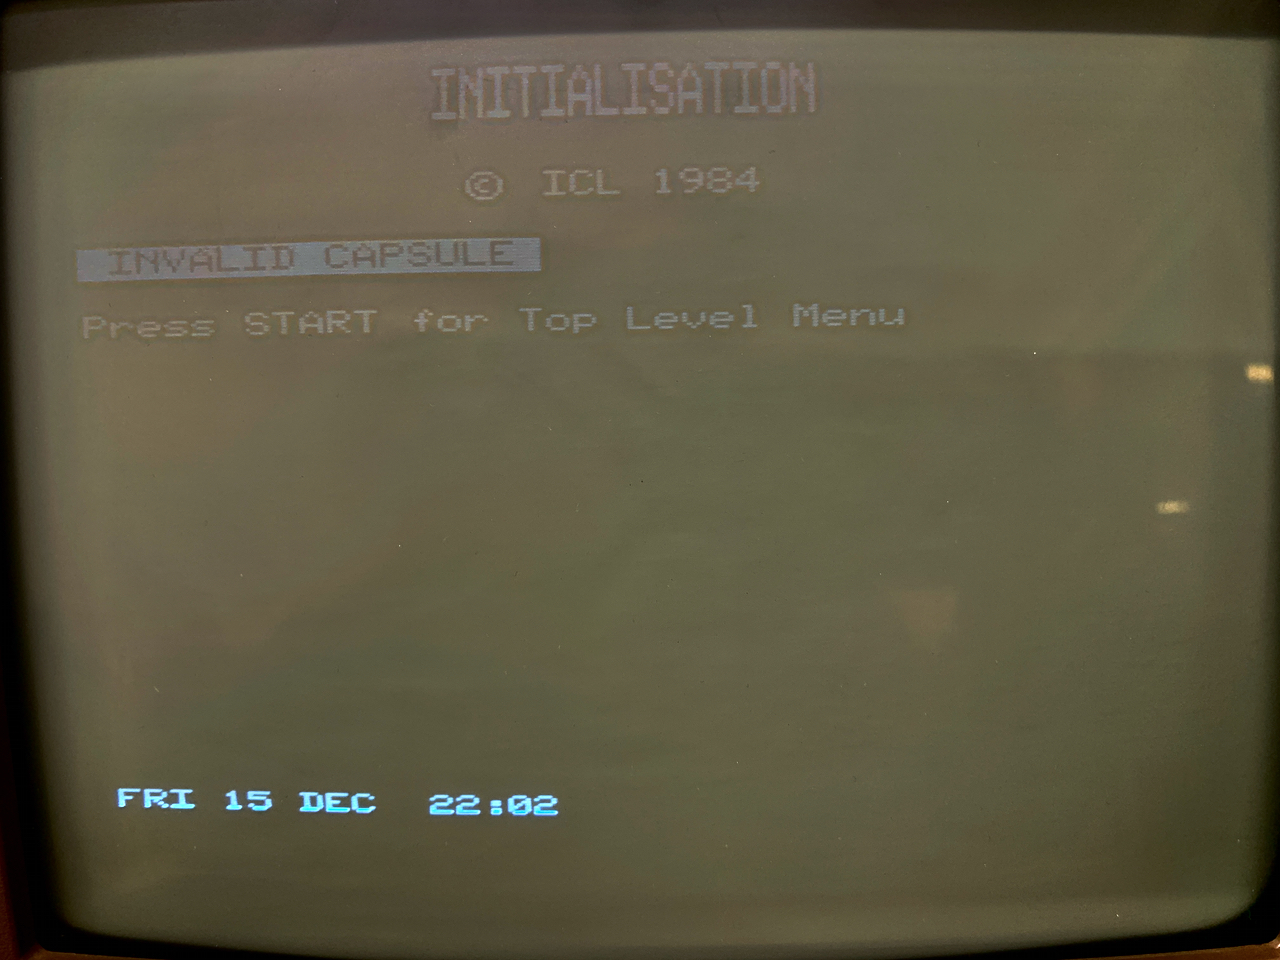 INITIALISATION
© ICL 1984
INVALID CAPSULE
Press START for Top Level Menu
FRI 15 DEC 22:02